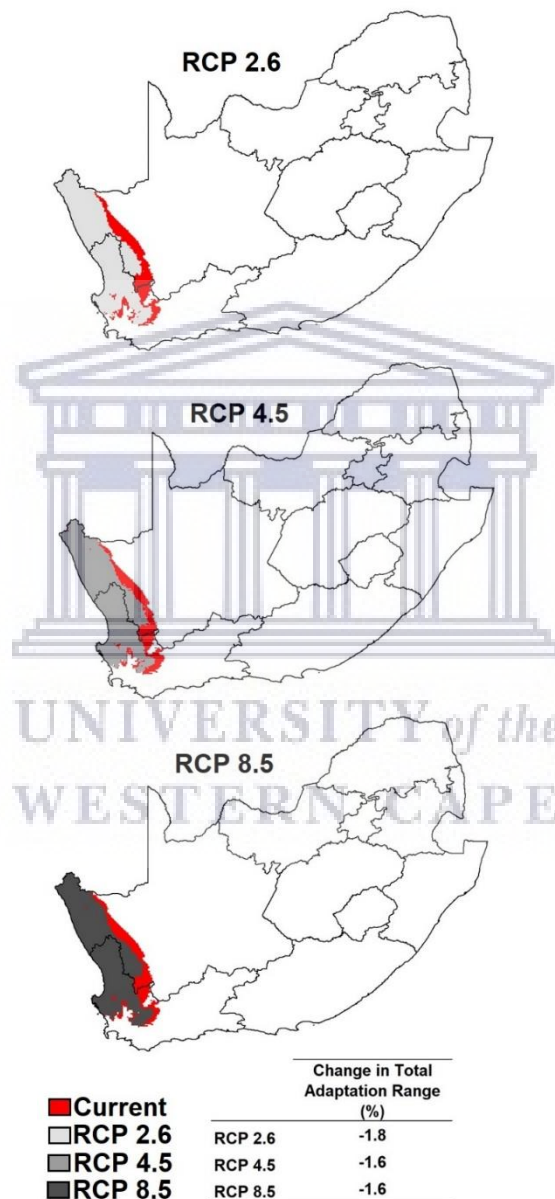 RCP 2.6
RCP 4.5
UNIVERSITY of the
RCP 8.5
WESTERN CAPE
Current
RCP 2.6
RCP 4.5
RCP 8.5
Change in Total
Adaptation Range
(%)
RCP 2.6 -1.8
RCP 4.5 -1.6
RCP 8.5 -1.6